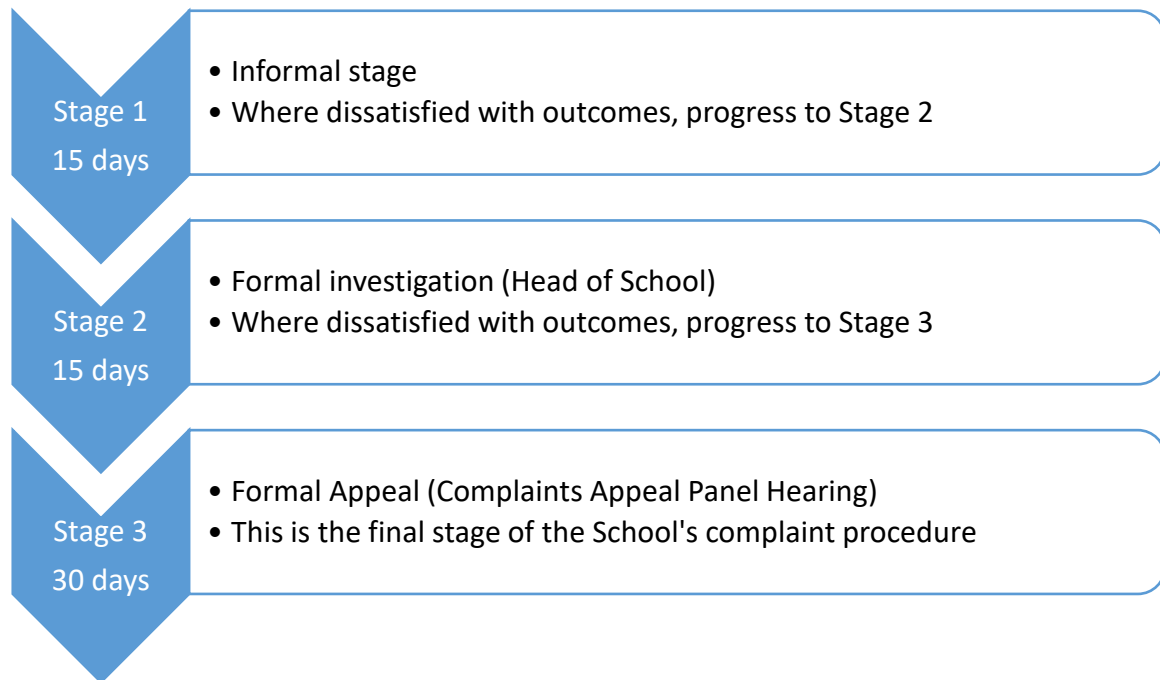 Stage 1
15 days
• Informal stage
• Where dissatisfied with outcomes, progress to Stage 2
Stage 2
15 days
• Formal investigation (Head of School)
• Where dissatisfied with outcomes, progress to Stage 3
Stage 3
30 days
• Formal Appeal (Complaints Appeal Panel Hearing)
• This is the final stage of the School's complaint procedure